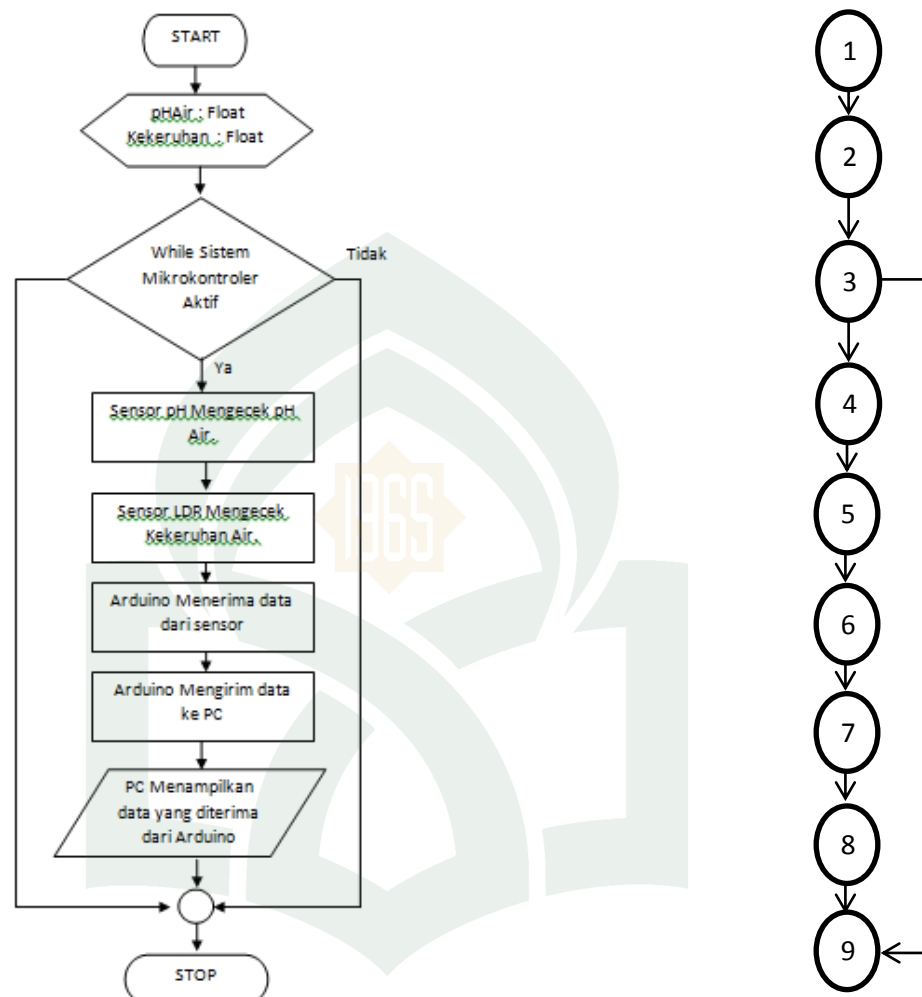 START
pHAir : Float
Kekeruhan : Float
While Sistem
Mikrokontroler
Aktif
Tidak
Ya
Sensor pH Mengecek pH
Air.
Sensor LDR Mengecek
Kekeruhan Air.
Arduino Menerima data
dari sensor
Arduino Mengirim data
ke PC
PC Menampilkan
data yang diterima
dari Arduino
STOP
1965
1
2
3
4
5
6
7
8
9